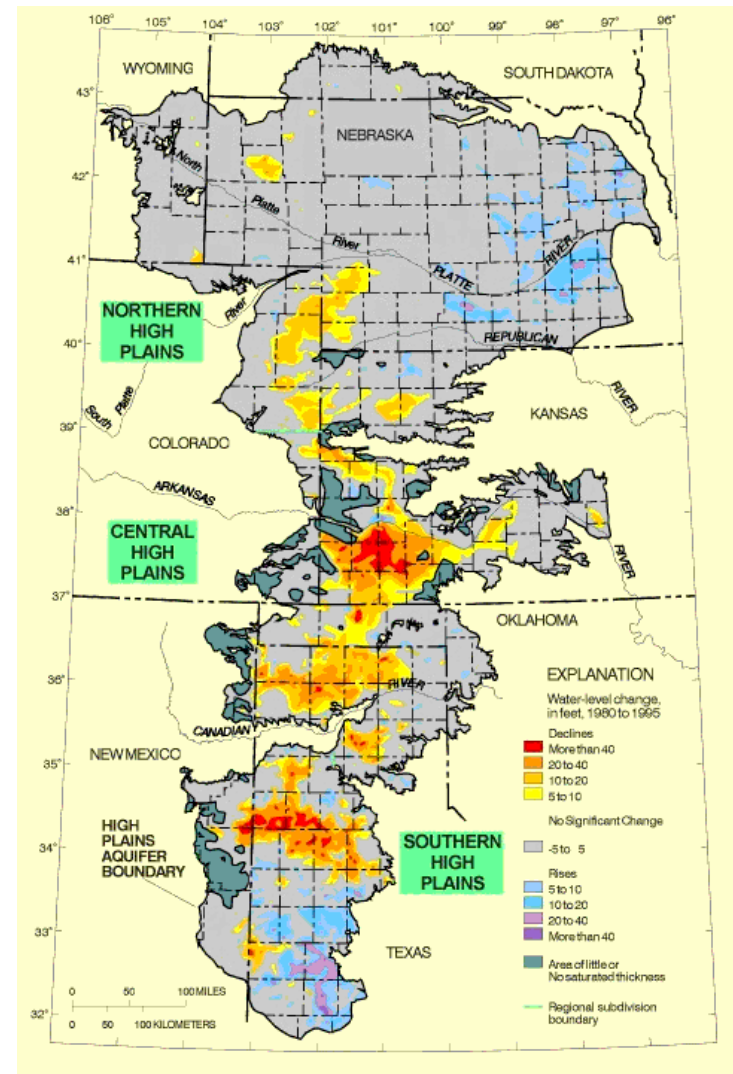 106° 105° 104° 103° 102° 101° 100° 99° 98° 97° 96°
WYOMING
SOUTH DAKOTA
43°
NEBRASKA
North
Platte
River
42°
41°
PLATTE
RIVER
NORTHERN
HIGH
PLAINS
River
REPUBLICAN
RIVER
40°
South Platte
KANSAS
39°
COLORADO
ARKANSAS
38°
CENTRAL
HIGH
PLAINS
RIVER
37°
OKLAHOMA
36°
RIVER
CANADIAN
NEW MEXICO
35°
HIGH
PLAINS
AQUIFER
BOUNDARY
34°
SOUTHERN
HIGH
PLAINS
33°
TEXAS
32°
0 50 100 MILES
0 50 100 KILOMETERS
EXPLANATION
Water-level change,
in feet, 1980 to 1995
Declines
More than 40
20 to 40
10 to 20
5 to 10
No Significant Change
-5 to 5
Rises
5 to 10
10 to 20
20 to 40
More than 40
Area of little or
No saturated thickness
Regional subdivision
boundary